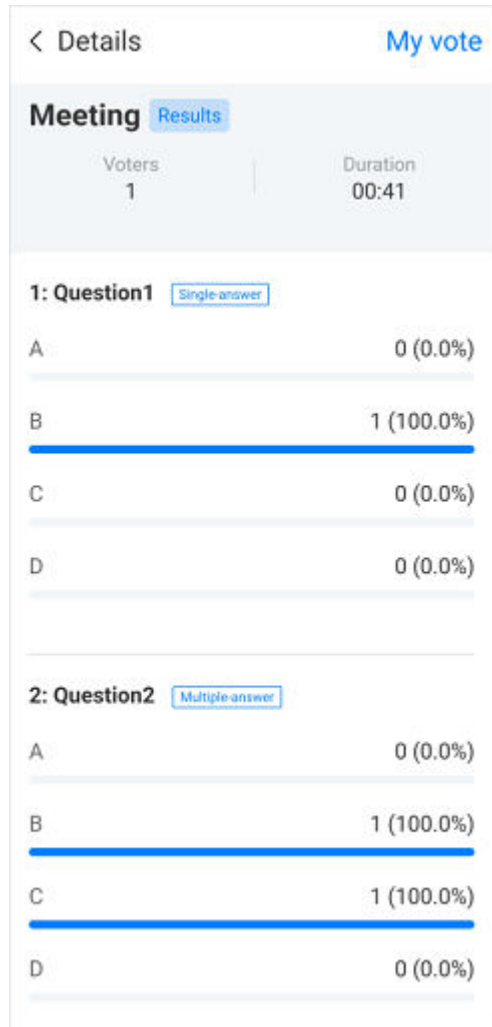 < Details My vote
Meeting Results
Voters Duration
1 00:41
1: Question1 Single-answer
A 0 (0.0%)
B 1 (100.0%)
C 0 (0.0%)
D 0 (0.0%)
2: Question2 Multiple-answer
A 0 (0.0%)
B 1 (100.0%)
C 1 (100.0%)
D 0 (0.0%)